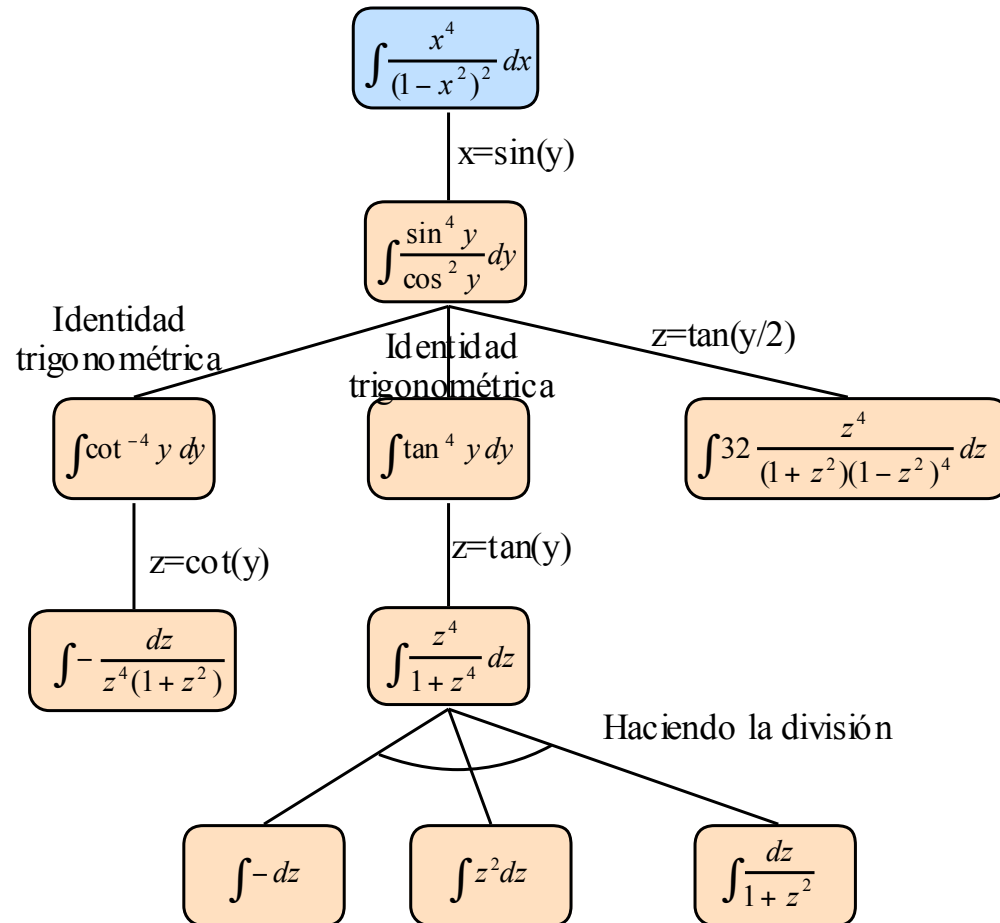 ∫ x⁴/(1 − x²)² dx
x=sin(y)
∫ sin⁴ y/cos² y dy
Identidad
trigonométrica
Identidad
trigonométrica
z=tan(y/2)
∫cot⁻⁴ y dy
∫tan⁴ y dy
∫32 z⁴/((1 + z²)(1 − z²)⁴) dz
z=cot(y)
z=tan(y)
∫− dz/(z⁴(1 + z²))
∫ z⁴/(1 + z⁴) dz
Haciendo la división
∫− dz
∫z² dz
∫ dz/(1 + z²)